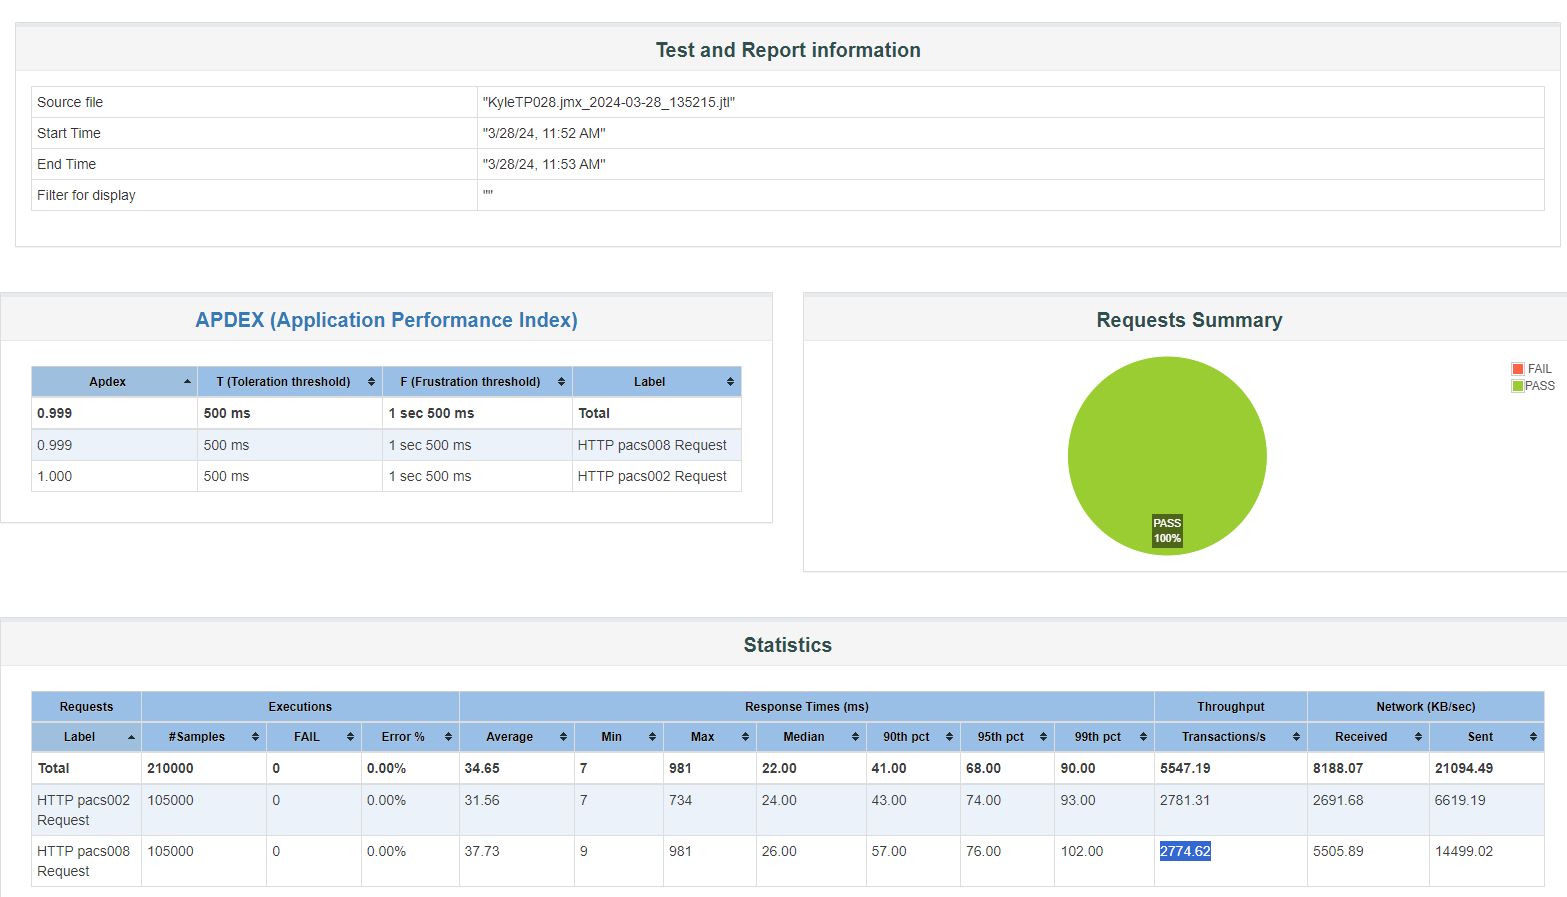 Test and Report information
Source file "KyleTP028.jmx_2024-03-28_135215.jtl"
Start Time "3/28/24, 11:52 AM"
End Time "3/28/24, 11:53 AM"
Filter for display ""
APDEX (Application Performance Index)
Apdex T (Toleration threshold) F (Frustration threshold) Label
0.999 500 ms 1 sec 500 ms Total
0.999 500 ms 1 sec 500 ms HTTP pacs008 Request
1.000 500 ms 1 sec 500 ms HTTP pacs002 Request
Requests Summary
FAIL
PASS
PASS
100%
Statistics
Requests Executions Response Times (ms) Throughput Network (KB/sec)
Label #Samples FAIL Error % Average Min Max Median 90th pct 95th pct 99th pct Transactions/s Received Sent
Total 210000 0 0.00% 34.65 7 981 22.00 41.00 68.00 90.00 5547.19 8188.07 21094.49
HTTP pacs002 105000 0 0.00% 31.56 7 734 24.00 43.00 74.00 93.00 2781.31 2691.68 6619.19
Request
HTTP pacs008 105000 0 0.00% 37.73 9 981 26.00 57.00 76.00 102.00 2774.62 5505.89 14499.02
Request